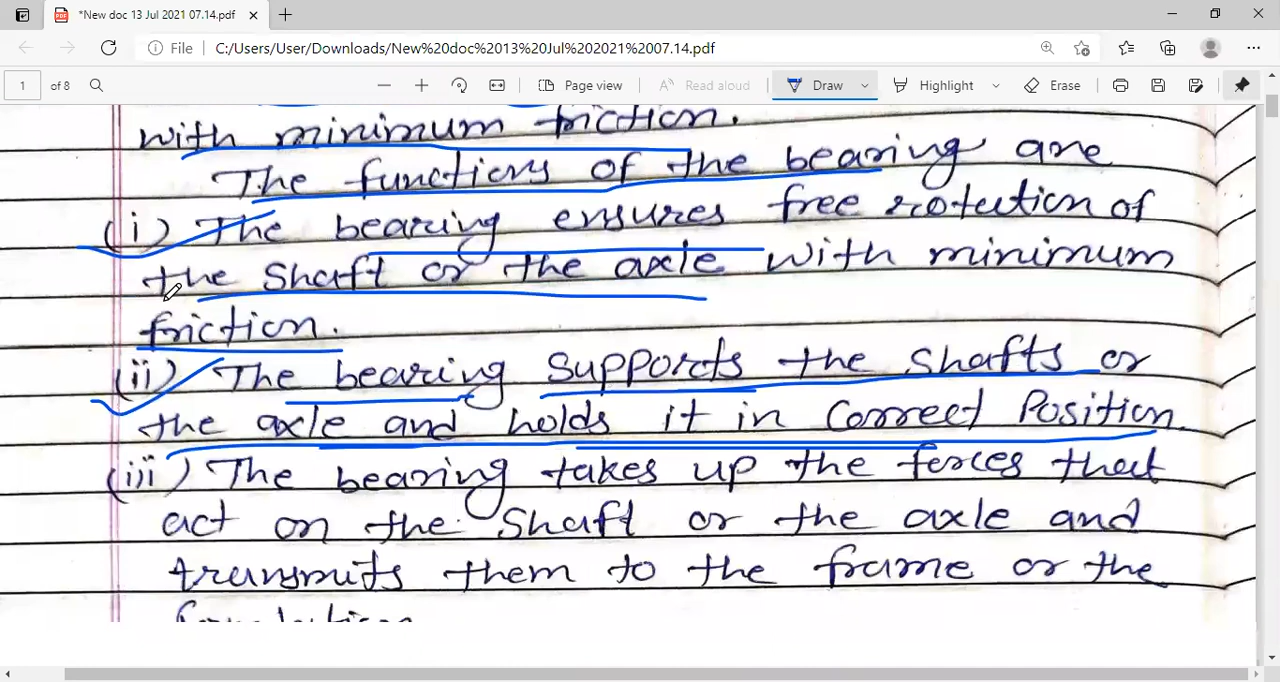 *New doc 13 Jul 2021 07.14.pdf
File C:/Users/User/Downloads/New%20doc%2013%20Jul%202021%2007.14.pdf
1 of 8 Page view Read aloud Draw Highlight Erase
with minimum friction.
The functions of the bearing are
(i) The bearing ensures free rotection of
the Shaft or the axle with minimum
friction.
(ii) The bearing Supports the Shafts or
the axle and holds it in Correct Position
(iii) The bearing takes up the forces that
act on the Shaft or the axle and
transmits them to the frame or the